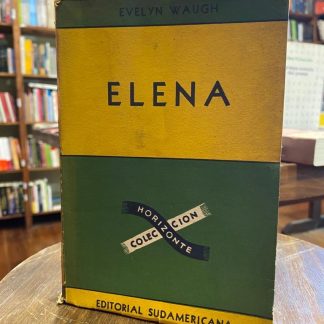 EVELYN WAUGH
ELENA
COLECCION
HORIZONTE
EDITORIAL SUDAMERICANA